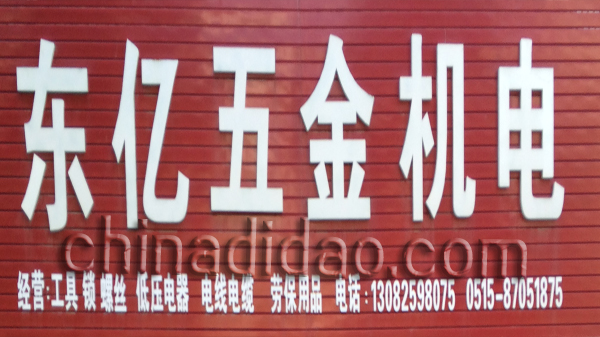 东亿五金机电
chinadidao.com
经营:工具 锁 螺丝 低压电器 电线电缆 劳保用品 电话:13082598075 0515-87051875